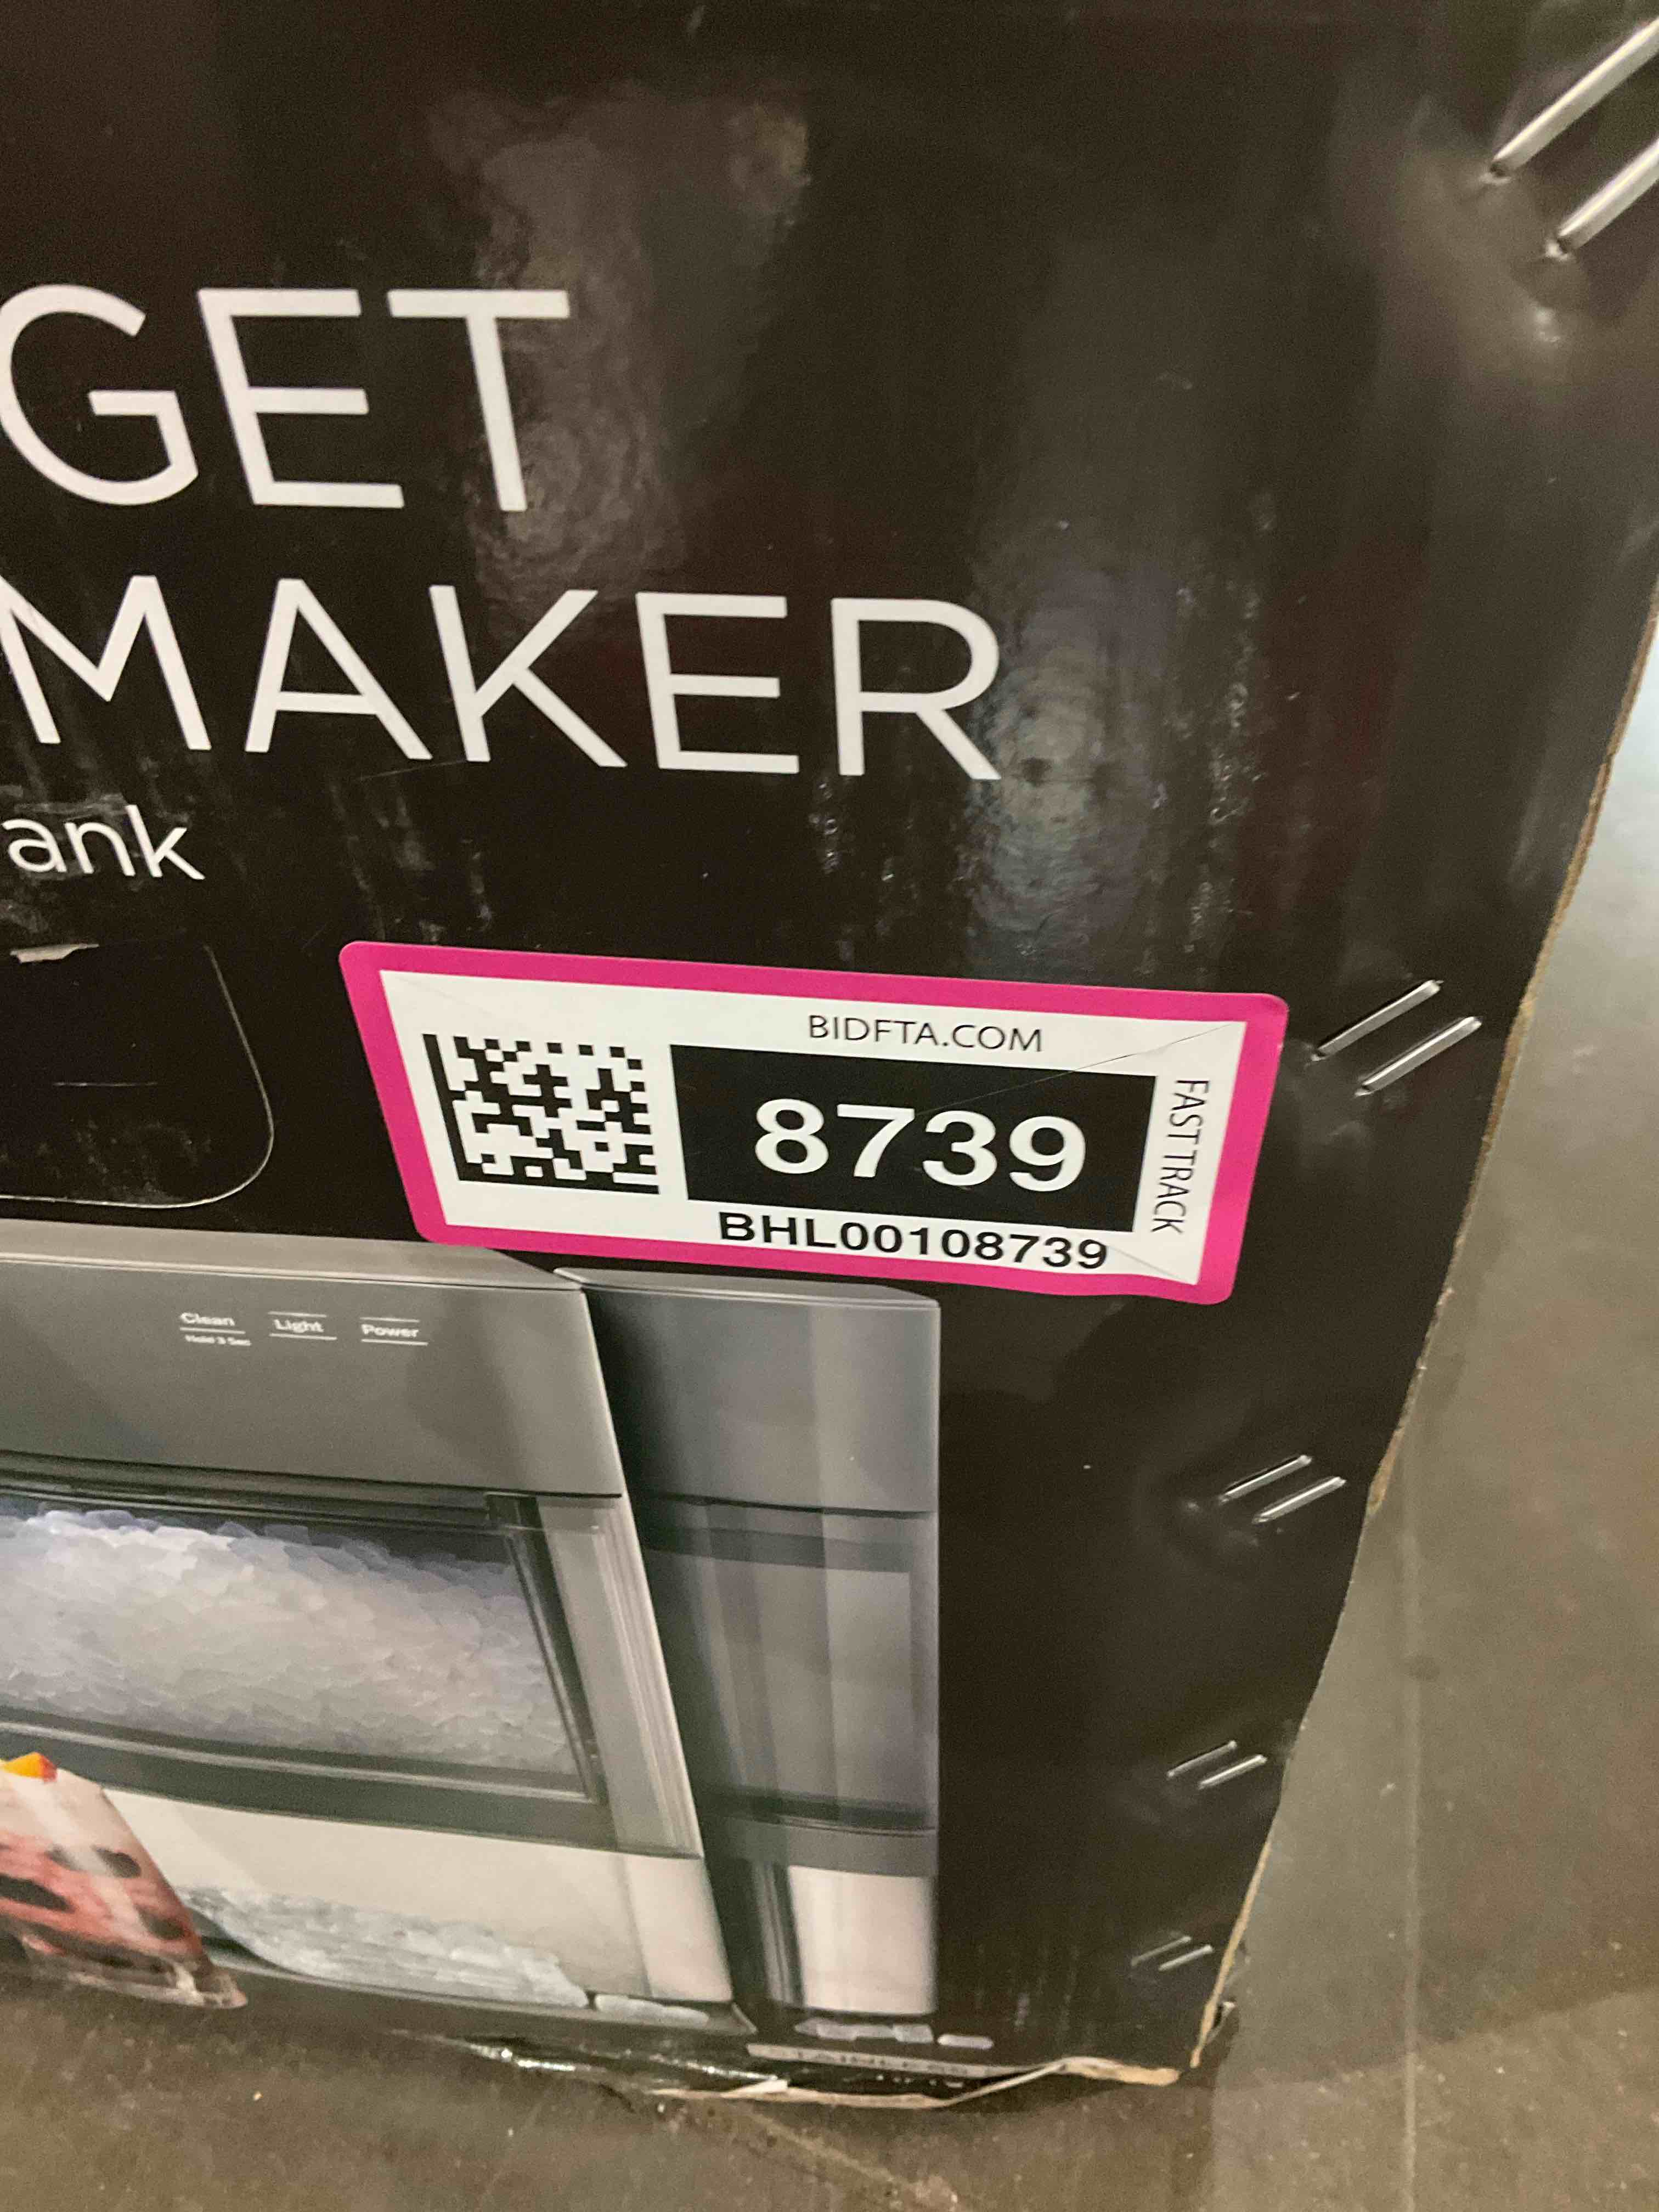 GET
MAKER
ank
BIDFTA.COM
8739
FAST TRACK
BHL00108739
Clean
Hold 3 Sec
Light
Power